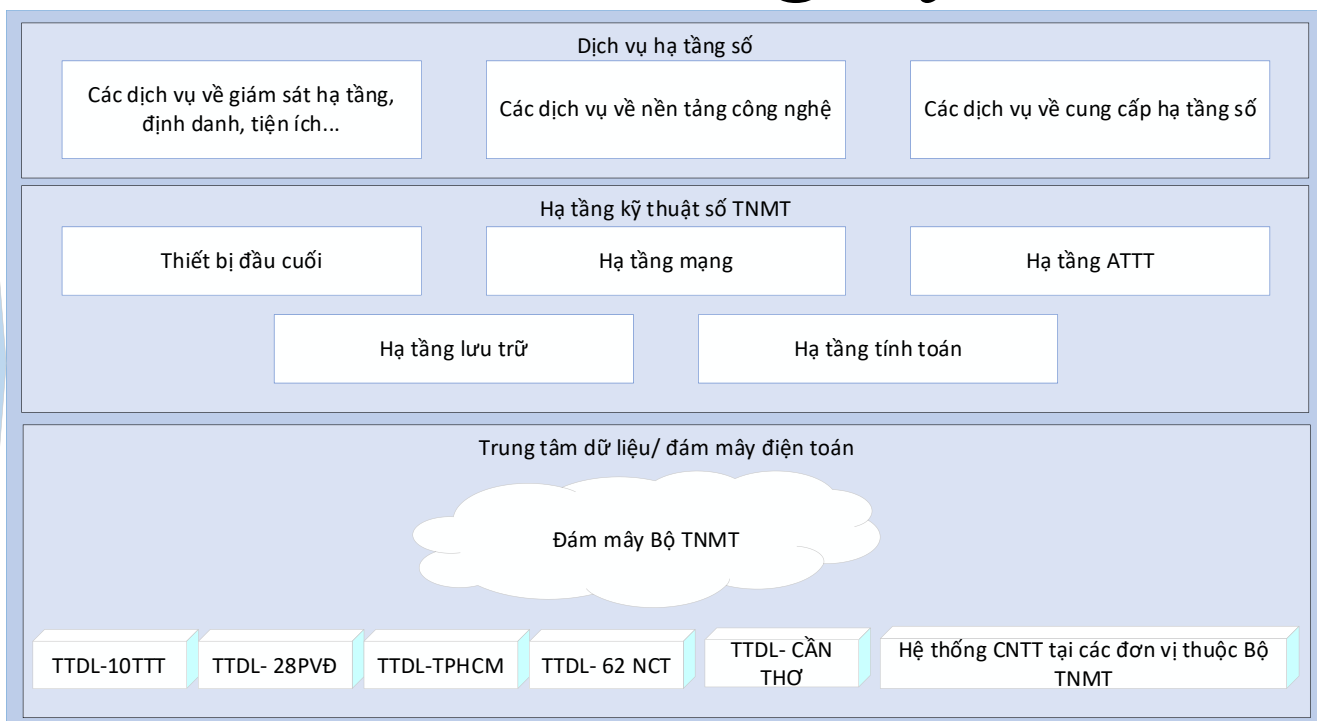 Dịch vụ hạ tầng số
Các dịch vụ về giám sát hạ tầng,
định danh, tiện ích...
Các dịch vụ về nền tảng công nghệ
Các dịch vụ về cung cấp hạ tầng số
Hạ tầng kỹ thuật số TNMT
Thiết bị đầu cuối
Hạ tầng mạng
Hạ tầng ATTT
Hạ tầng lưu trữ
Hạ tầng tính toán
Trung tâm dữ liệu/ đám mây điện toán
Đám mây Bộ TNMT
TTDL-10TTT
TTDL- 28PVĐ
TTDL-TPHCM
TTDL- 62 NCT
TTDL- CẦN
THƠ
Hệ thống CNTT tại các đơn vị thuộc Bộ
TNMT